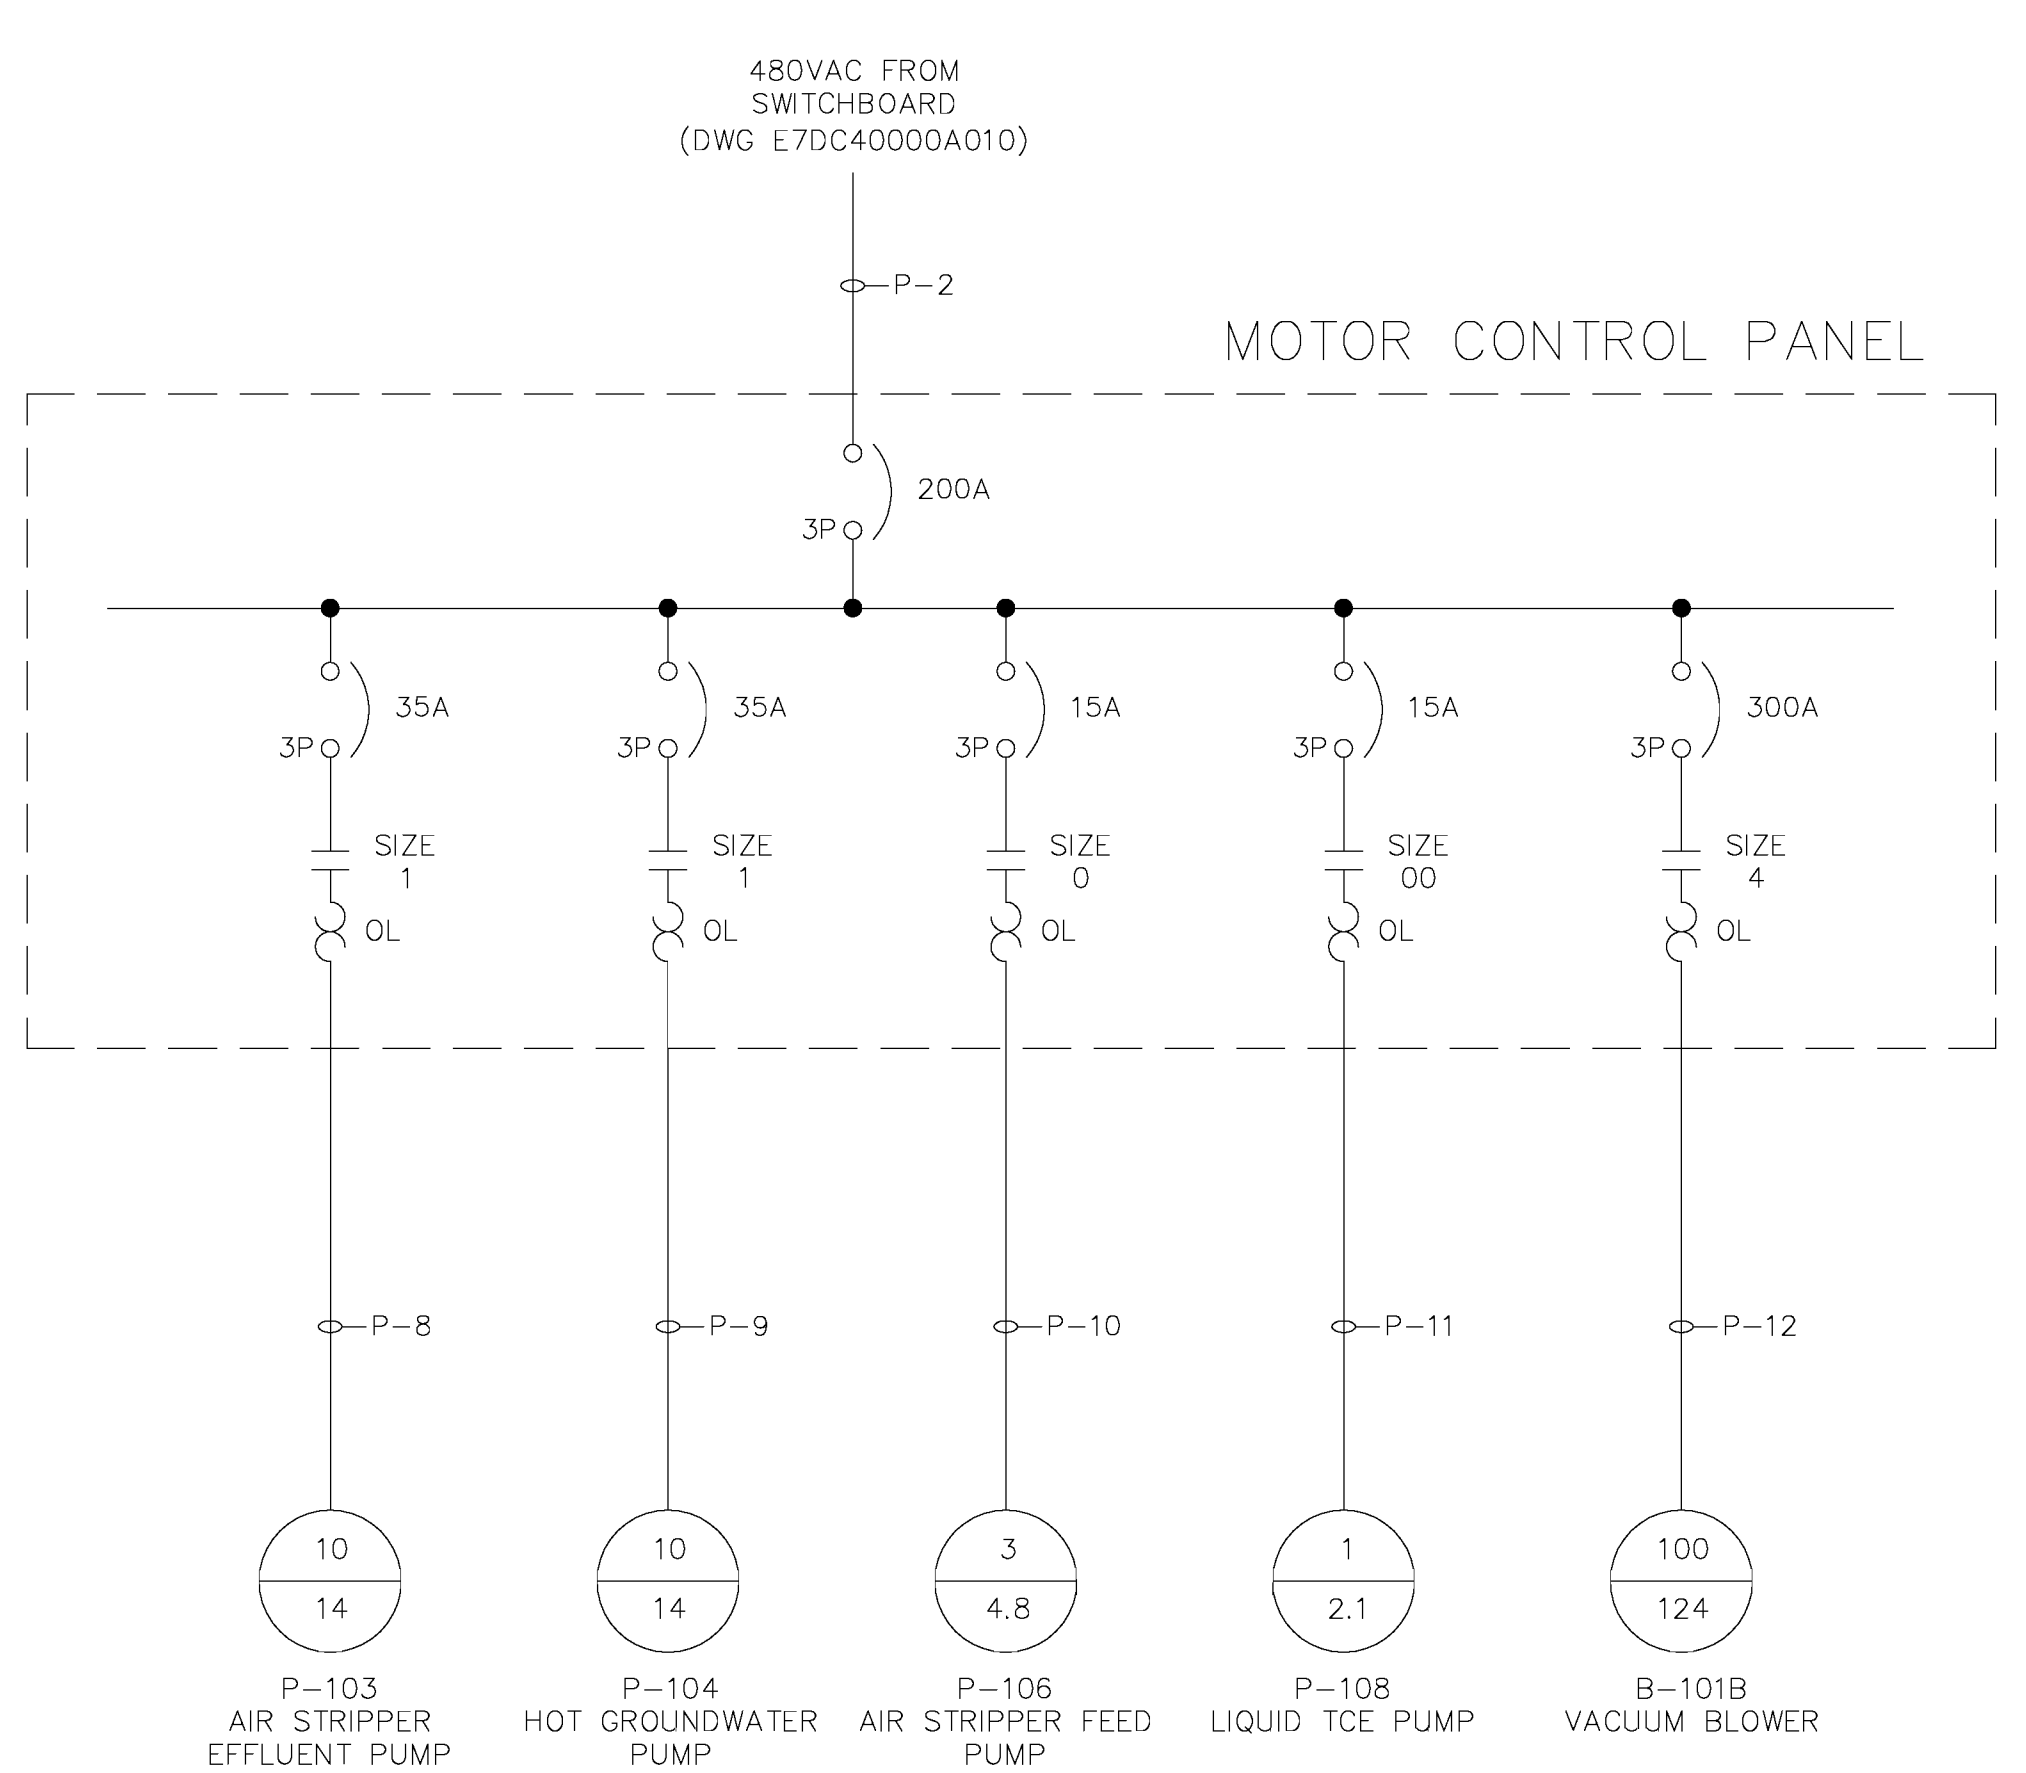 480VAC FROM
SWITCHBOARD
(DWG E7DC40000A010)
P-2
MOTOR CONTROL PANEL
200A
3P
35A
3P
35A
3P
15A
3P
15A
3P
300A
3P
SIZE
1
OL
SIZE
1
OL
SIZE
0
OL
SIZE
00
OL
SIZE
4
OL
P-8
P-9
P-10
P-11
P-12
10
14
P-103
AIR STRIPPER
EFFLUENT PUMP
10
14
P-104
HOT GROUNDWATER
PUMP
3
4.8
P-106
AIR STRIPPER FEED
PUMP
1
2.1
P-108
LIQUID TCE PUMP
100
124
B-101B
VACUUM BLOWER